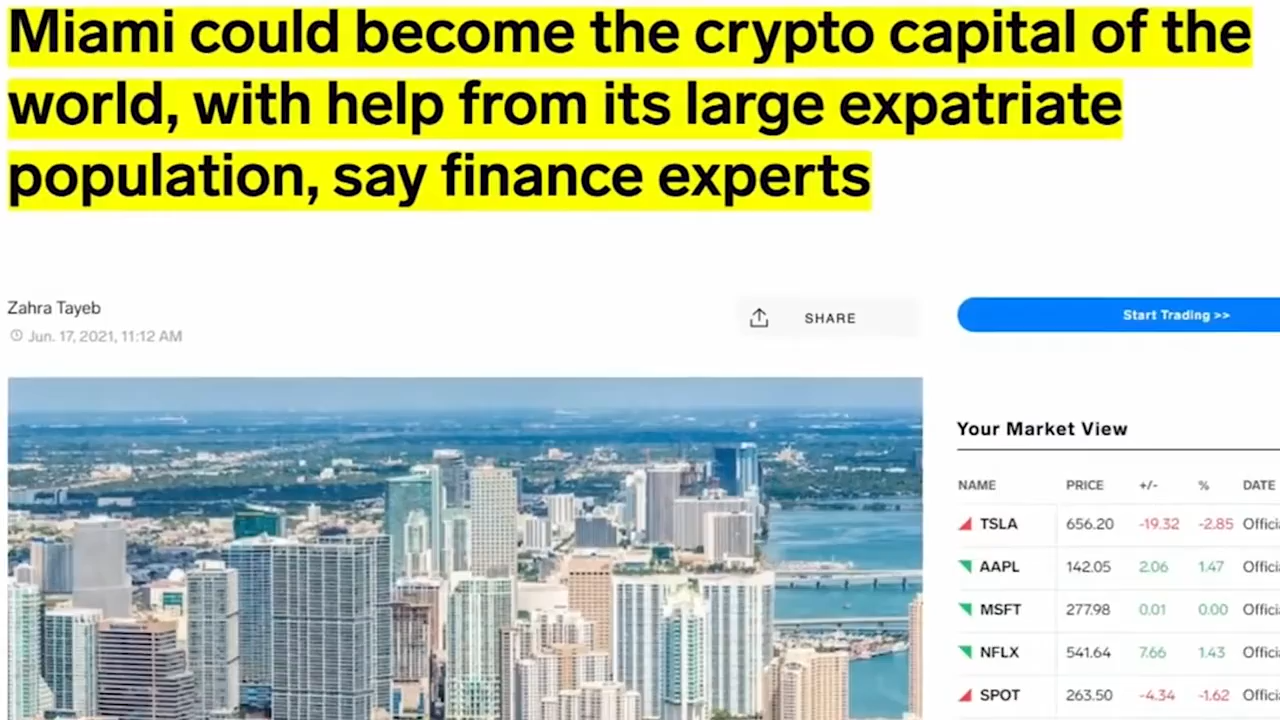 Miami could become the crypto capital of the
world, with help from its large expatriate
population, say finance experts
Zahra Tayeb
Jun. 17, 2021, 11:12 AM
SHARE
Start Trading >>
Your Market View
NAME PRICE +/- % DATE
TSLA 656.20 -19.32 -2.85
AAPL 142.05 2.06 1.47
MSFT 277.98 0.01 0.00
NFLX 541.64 7.66 1.43
SPOT 263.50 -4.34 -1.62